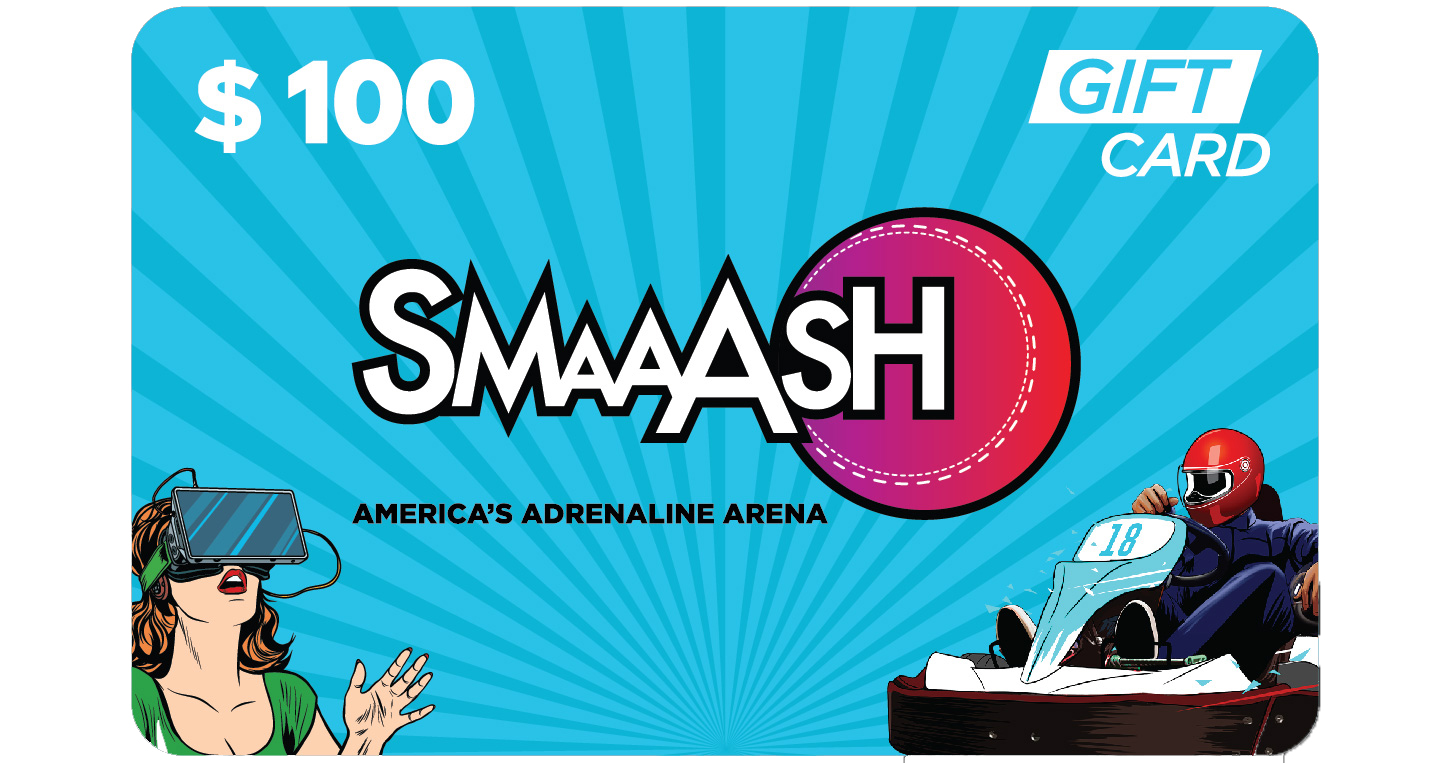 $ 100
GIFT
CARD
SMAAASH
AMERICA'S ADRENALINE ARENA
18